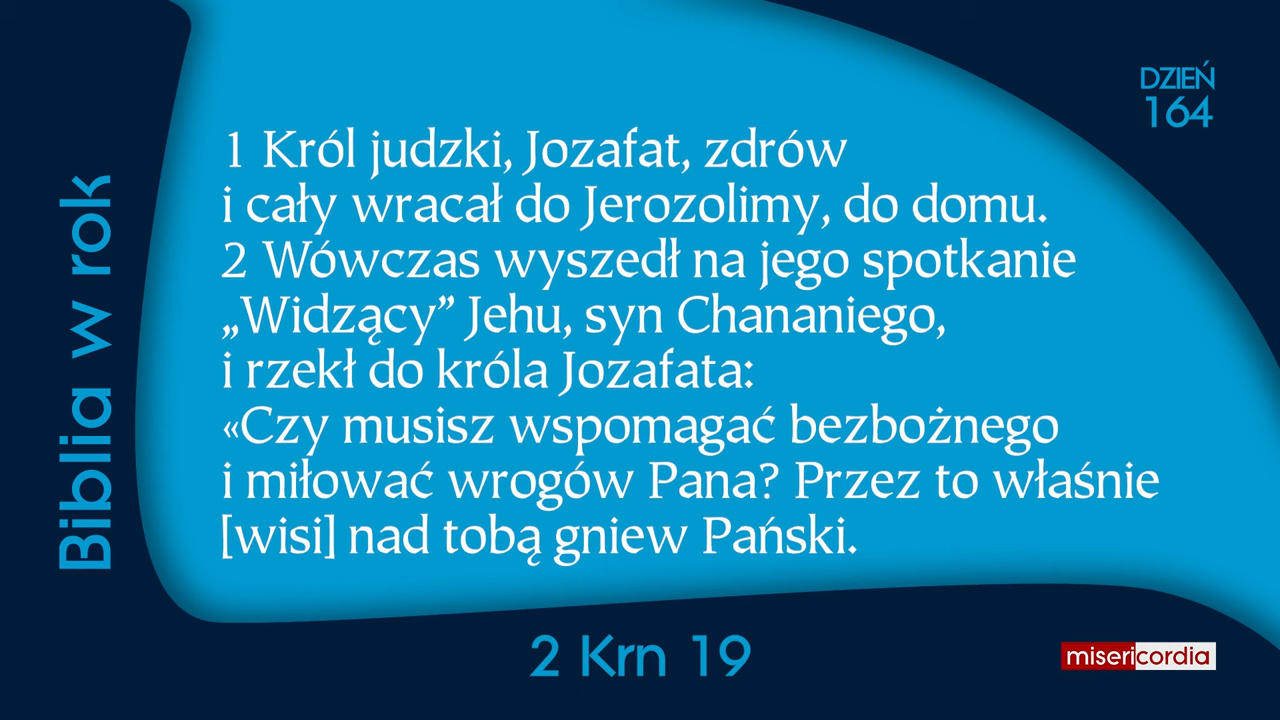 DZIEŃ
164
Biblia w rok
1 Król judzki, Jozafat, zdrów
i cały wracał do Jerozolimy, do domu.
2 Wówczas wyszedł na jego spotkanie
„Widzący” Jehu, syn Chananiego,
i rzekł do króla Jozafata:
«Czy musisz wspomagać bezbożnego
i miłować wrogów Pana? Przez to właśnie
[wisi] nad tobą gniew Pański.
2 Krn 19
misericordia